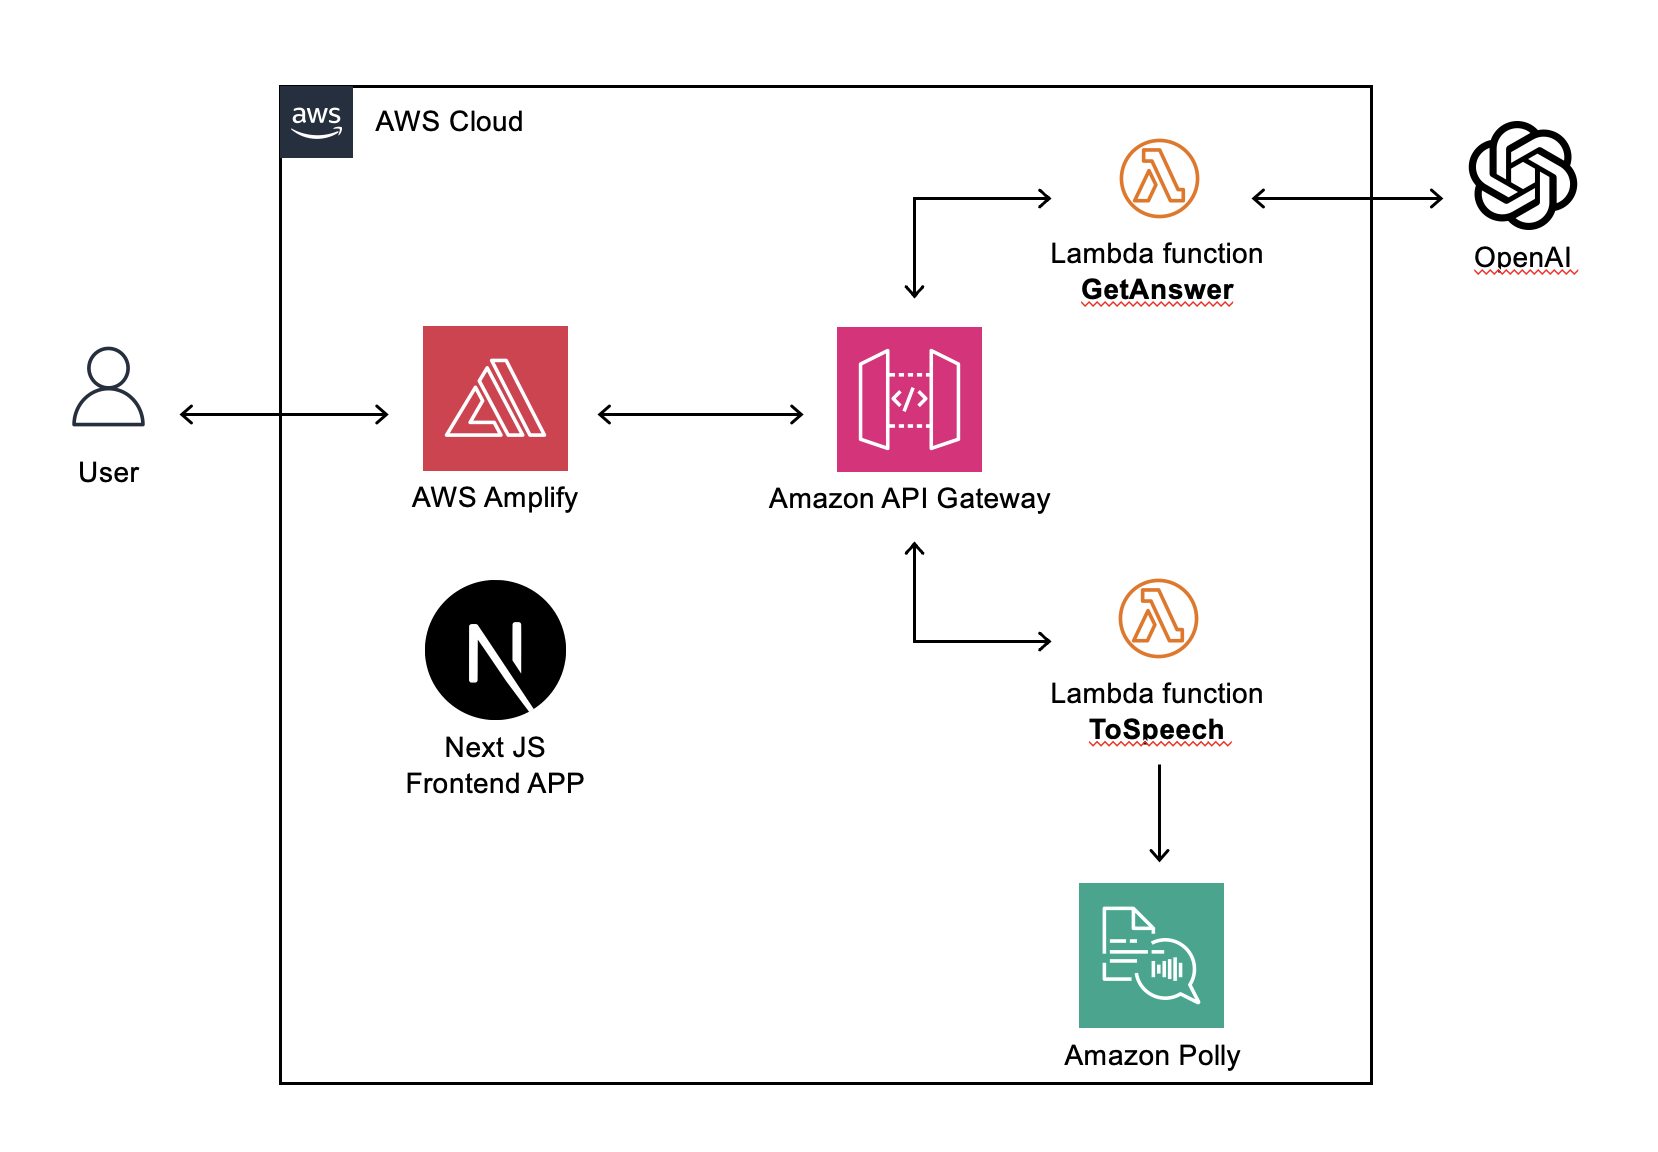 aws
AWS Cloud
Lambda function
GetAnswer
OpenAI
User
AWS Amplify
</>
Amazon API Gateway
Next JS
Frontend APP
Lambda function
ToSpeech
Amazon Polly